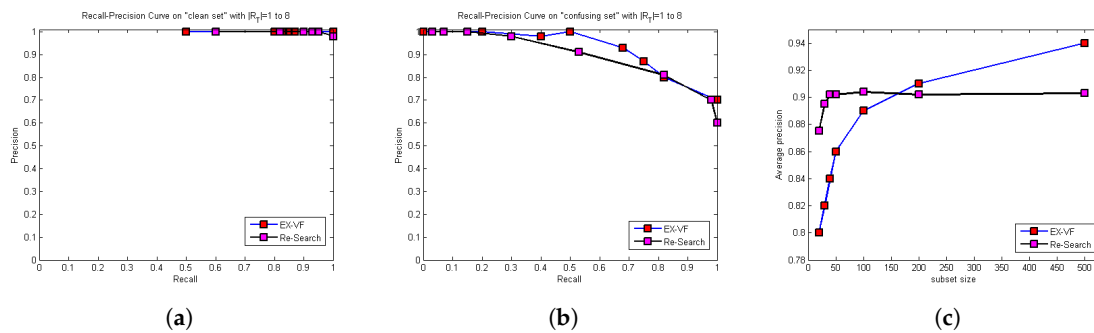 Recall-Precision Curve on "clean set" with |R_T|=1 to 8
1
0.9
0.8
0.7
0.6
0.5
0.4
0.3
0.2
0.1
0
Precision
0 0.1 0.2 0.3 0.4 0.5 0.6 0.7 0.8 0.9 1
Recall
EX-VF
Re-Search
(a)
Recall-Precision Curve on "confusing set" with |R_T|=1 to 8
1
0.9
0.8
0.7
0.6
0.5
0.4
0.3
0.2
0.1
0
Precision
0 0.1 0.2 0.3 0.4 0.5 0.6 0.7 0.8 0.9 1
Recall
EX-VF
Re-Search
(b)
0.94
0.92
0.9
0.88
0.86
0.84
0.82
0.8
0.78
Average precision
0 50 100 150 200 250 300 350 400 450 500
subset size
EX-VF
Re-Search
(c)